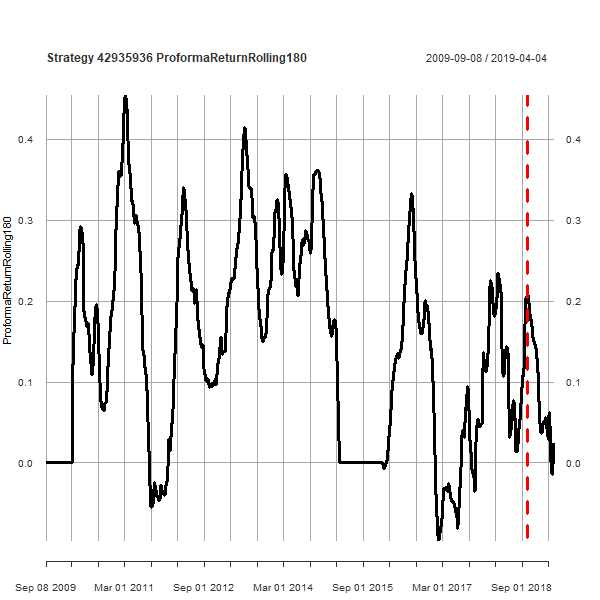 Strategy 42935936 ProformaReturnRolling180
2009-09-08 / 2019-04-04
0.4
0.4
0.3
0.3
0.2
0.2
0.1
0.1
0.0
0.0
ProformaReturnRolling180
Sep 08 2009
Mar 01 2011
Sep 01 2012
Mar 01 2014
Sep 01 2015
Mar 01 2017
Sep 01 2018